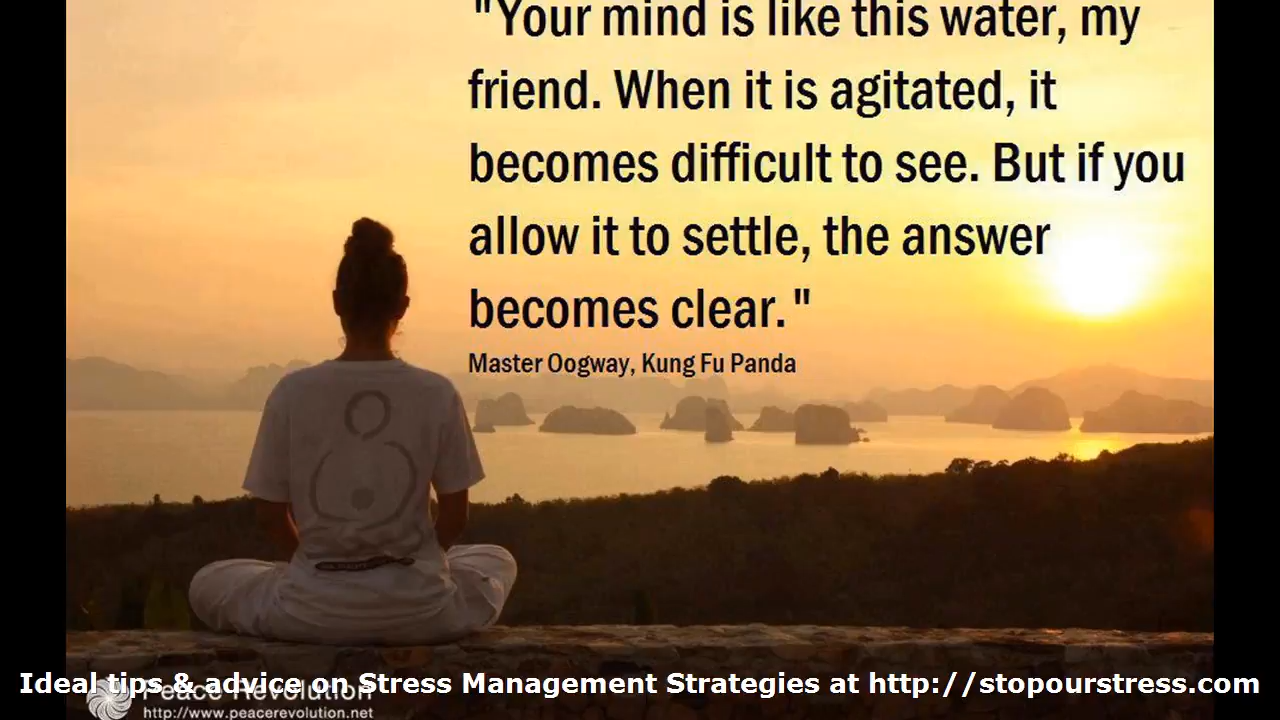 "Your mind is like this water, my
friend. When it is agitated, it
becomes difficult to see. But if you
allow it to settle, the answer
becomes clear."
Master Oogway, Kung Fu Panda
Ideal tips & advice on Stress Management Strategies at http://stopourstress.com
Peace Revolution
http://www.peacerevolution.net